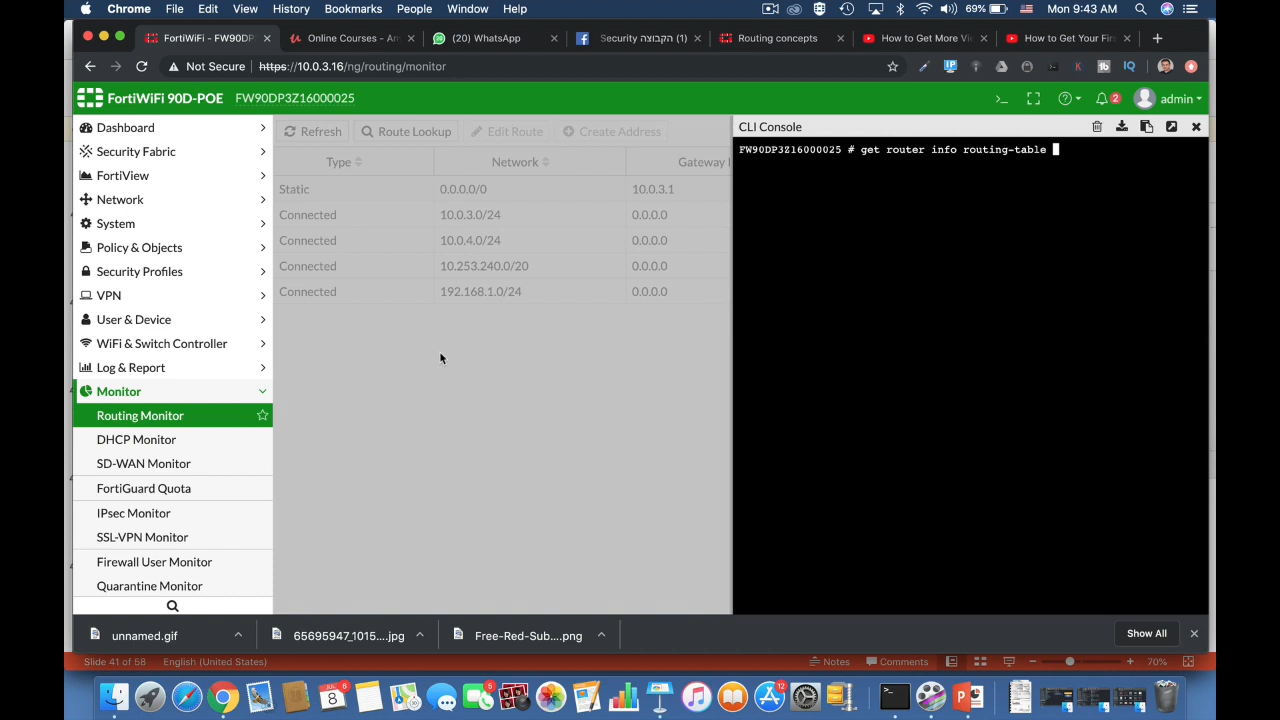 Chrome File Edit View History Bookmarks People Window Help 69% Mon 9:43 AM
FortiWiFi - FW90DP
Online Courses - An
(20) WhatsApp
Security הקבוצה (1)
Routing concepts
How to Get More Vi
How to Get Your Fir
Not Secure https://10.0.3.16/ng/routing/monitor
FortiWiFi 90D-POE FW90DP3Z16000025 >_ 2 admin
Dashboard
Security Fabric
FortiView
Network
System
Policy & Objects
Security Profiles
VPN
User & Device
WiFi & Switch Controller
Log & Report
Monitor
Routing Monitor
DHCP Monitor
SD-WAN Monitor
FortiGuard Quota
IPsec Monitor
SSL-VPN Monitor
Firewall User Monitor
Quarantine Monitor
Refresh Route Lookup Edit Route Create Address
Type Network Gateway I
Static 0.0.0.0/0 10.0.3.1
Connected 10.0.3.0/24 0.0.0.0
Connected 10.0.4.0/24 0.0.0.0
Connected 10.253.240.0/20 0.0.0.0
Connected 192.168.1.0/24 0.0.0.0
CLI Console
FW90DP3Z16000025 # get router info routing-table
unnamed.gif 65695947_1015....jpg Free-Red-Sub....png Show All
Slide 41 of 58 English (United States) Notes Comments 70%